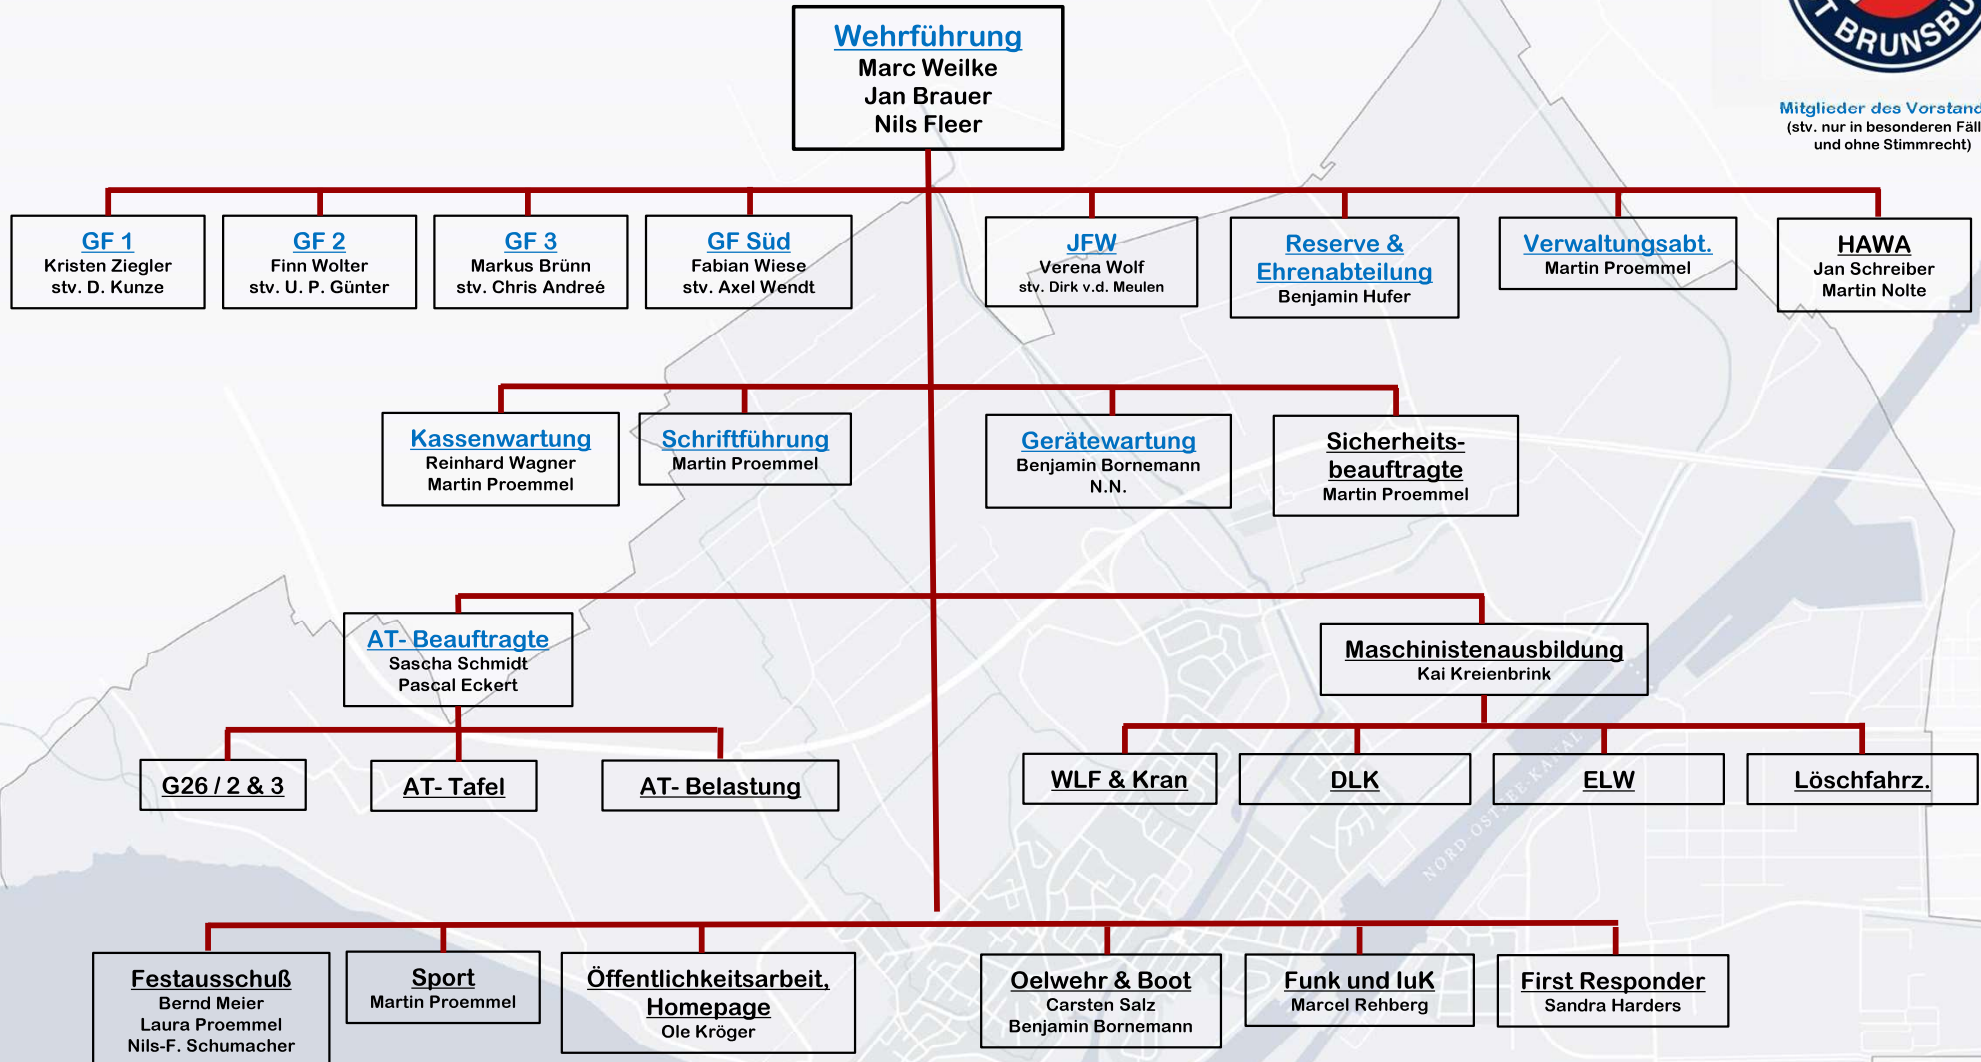 T BRUNSBU
Mitglieder des Vorstand
(stv. nur in besonderen Fäll
und ohne Stimmrecht)
Wehrführung
Marc Weilke
Jan Brauer
Nils Fleer
GF 1
Kristen Ziegler
stv. D. Kunze
GF 2
Finn Wolter
stv. U. P. Günter
GF 3
Markus Brünn
stv. Chris Andreé
GF Süd
Fabian Wiese
stv. Axel Wendt
JFW
Verena Wolf
stv. Dirk v.d. Meulen
Reserve &
Ehrenabteilung
Benjamin Hufer
Verwaltungsabt.
Martin Proemmel
HAWA
Jan Schreiber
Martin Nolte
Kassenwartung
Reinhard Wagner
Martin Proemmel
Schriftführung
Martin Proemmel
Gerätewartung
Benjamin Bornemann
N.N.
Sicherheits-
beauftragte
Martin Proemmel
AT- Beauftragte
Sascha Schmidt
Pascal Eckert
Maschinistenausbildung
Kai Kreienbrink
G26 / 2 & 3
AT- Tafel
AT- Belastung
WLF & Kran
DLK
ELW
Löschfahrz.
NORD-OSTSEE-KANAL
Festausschuß
Bernd Meier
Laura Proemmel
Nils-F. Schumacher
Sport
Martin Proemmel
Öffentlichkeitsarbeit,
Homepage
Ole Kröger
Oelwehr & Boot
Carsten Salz
Benjamin Bornemann
Funk und IuK
Marcel Rehberg
First Responder
Sandra Harders